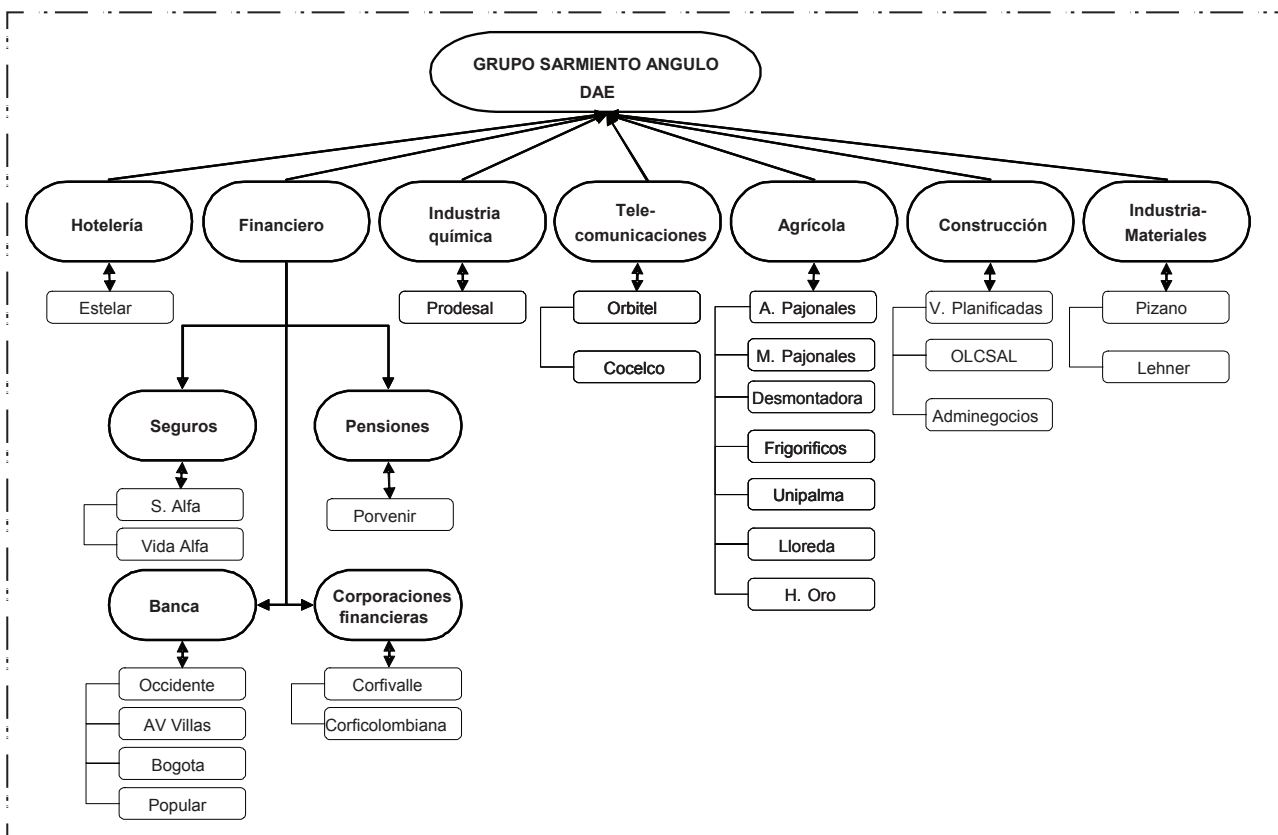 GRUPO SARMIENTO ANGULO
DAE
Hotelería
Financiero
Industria
química
Tele-
comunicaciones
Agrícola
Construcción
Industria-
Materiales
Estelar
Prodesal
Orbitel
Cocelco
A. Pajonales
M. Pajonales
Desmontadora
Frigorificos
Unipalma
Lloreda
H. Oro
V. Planificadas
OLCSAL
Adminegocios
Pizano
Lehner
Seguros
Pensiones
S. Alfa
Vida Alfa
Porvenir
Banca
Corporaciones
financieras
Occidente
AV Villas
Bogota
Popular
Corfivalle
Corficolombiana